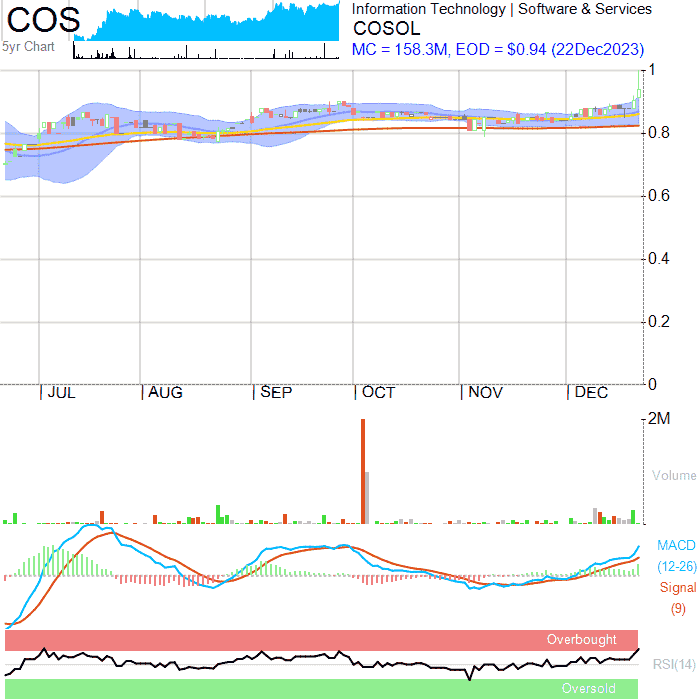 COS
5yr Chart
Information Technology | Software & Services
COSOL
MC = 158.3M, EOD = $0.94 (22Dec2023)
1
0.8
0.6
0.4
0.2
0
JUL AUG SEP OCT NOV DEC
2M
Volume
MACD
(12-26)
Signal
(9)
Overbought
RSI(14)
Oversold